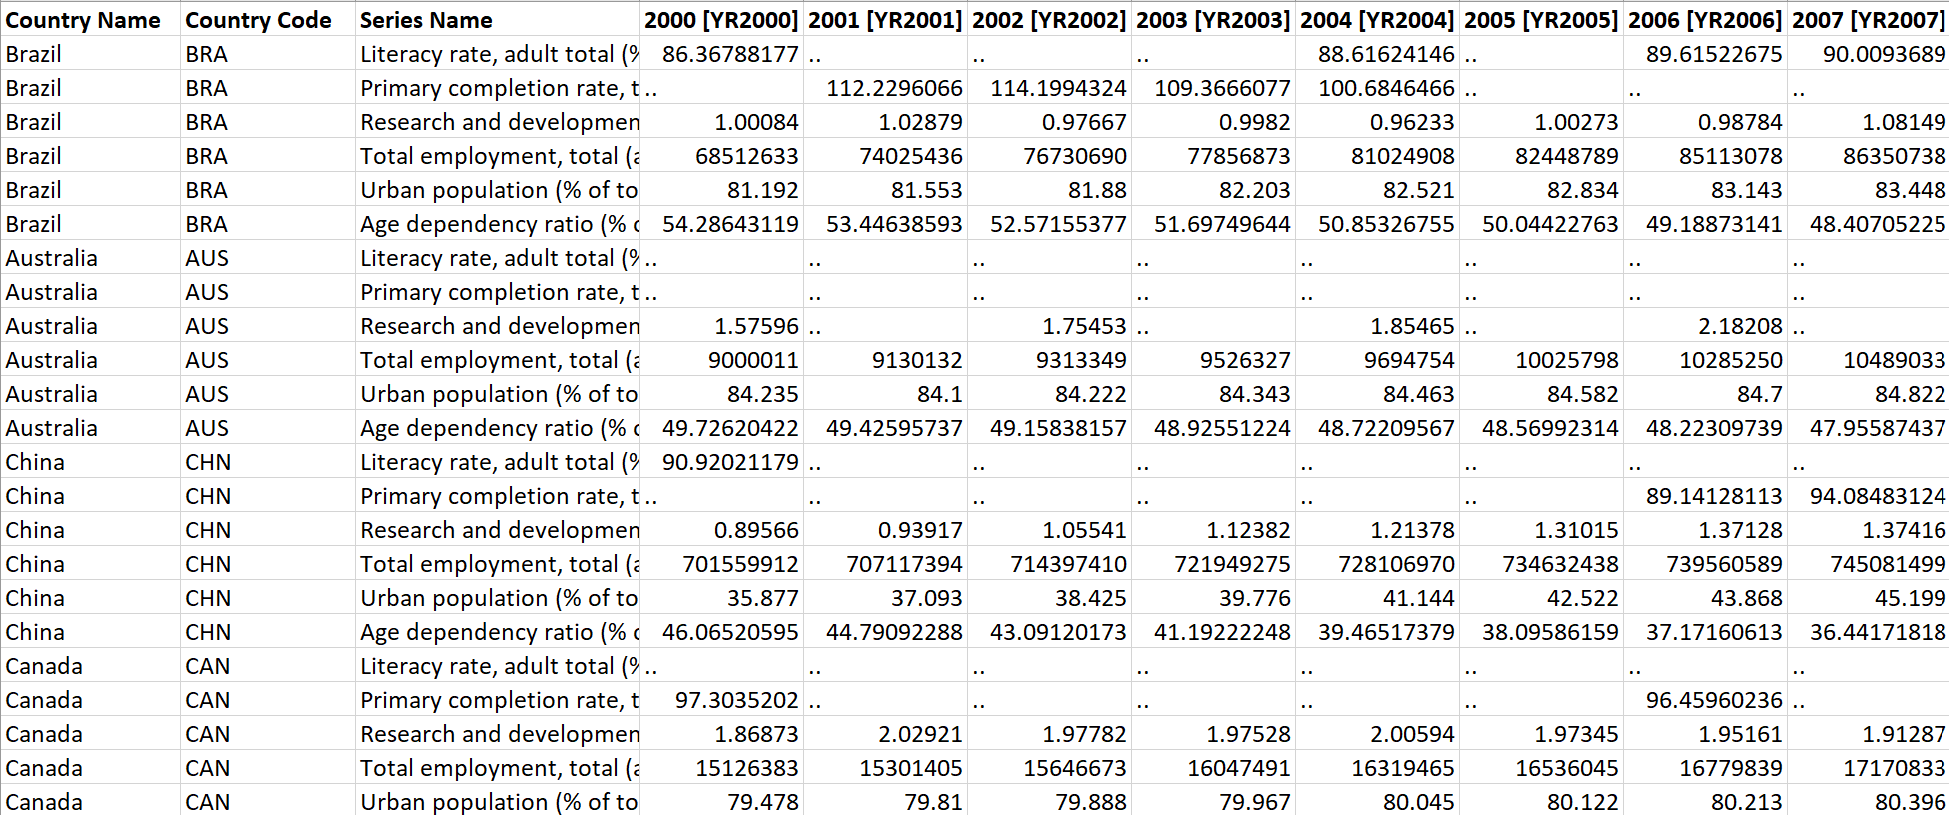 Country Name Country Code Series Name 2000 [YR2000] 2001 [YR2001] 2002 [YR2002] 2003 [YR2003] 2004 [YR2004] 2005 [YR2005] 2006 [YR2006] 2007 [YR2007]
Brazil BRA Literacy rate, adult total (% 86.36788177 .. .. .. 88.61624146 .. 89.61522675 90.0093689
Brazil BRA Primary completion rate, t .. 112.2296066 114.1994324 109.3666077 100.6846466 .. .. ..
Brazil BRA Research and developmen 1.00084 1.02879 0.97667 0.9982 0.96233 1.00273 0.98784 1.08149
Brazil BRA Total employment, total (a 68512633 74025436 76730690 77856873 81024908 82448789 85113078 86350738
Brazil BRA Urban population (% of to 81.192 81.553 81.88 82.203 82.521 82.834 83.143 83.448
Brazil BRA Age dependency ratio (% o 54.28643119 53.44638593 52.57155377 51.69749644 50.85326755 50.04422763 49.18873141 48.40705225
Australia AUS Literacy rate, adult total (% .. .. .. .. .. .. .. ..
Australia AUS Primary completion rate, t .. .. .. .. .. .. .. ..
Australia AUS Research and developmen 1.57596 .. 1.75453 .. 1.85465 .. 2.18208 ..
Australia AUS Total employment, total (a 9000011 9130132 9313349 9526327 9694754 10025798 10285250 10489033
Australia AUS Urban population (% of to 84.235 84.1 84.222 84.343 84.463 84.582 84.7 84.822
Australia AUS Age dependency ratio (% o 49.72620422 49.42595737 49.15838157 48.92551224 48.72209567 48.56992314 48.22309739 47.95587437
China CHN Literacy rate, adult total (% 90.92021179 .. .. .. .. .. .. ..
China CHN Primary completion rate, t .. .. .. .. .. .. 89.14128113 94.08483124
China CHN Research and developmen 0.89566 0.93917 1.05541 1.12382 1.21378 1.31015 1.37128 1.37416
China CHN Total employment, total (a 701559912 707117394 714397410 721949275 728106970 734632438 739560589 745081499
China CHN Urban population (% of to 35.877 37.093 38.425 39.776 41.144 42.522 43.868 45.199
China CHN Age dependency ratio (% o 46.06520595 44.79092288 43.09120173 41.19222248 39.46517379 38.09586159 37.17160613 36.44171818
Canada CAN Literacy rate, adult total (% .. .. .. .. .. .. .. ..
Canada CAN Primary completion rate, t 97.3035202 .. .. .. .. .. 96.45960236 ..
Canada CAN Research and developmen 1.86873 2.02921 1.97782 1.97528 2.00594 1.97345 1.95161 1.91287
Canada CAN Total employment, total (a 15126383 15301405 15646673 16047491 16319465 16536045 16779839 17170833
Canada CAN Urban population (% of to 79.478 79.81 79.888 79.967 80.045 80.122 80.213 80.396